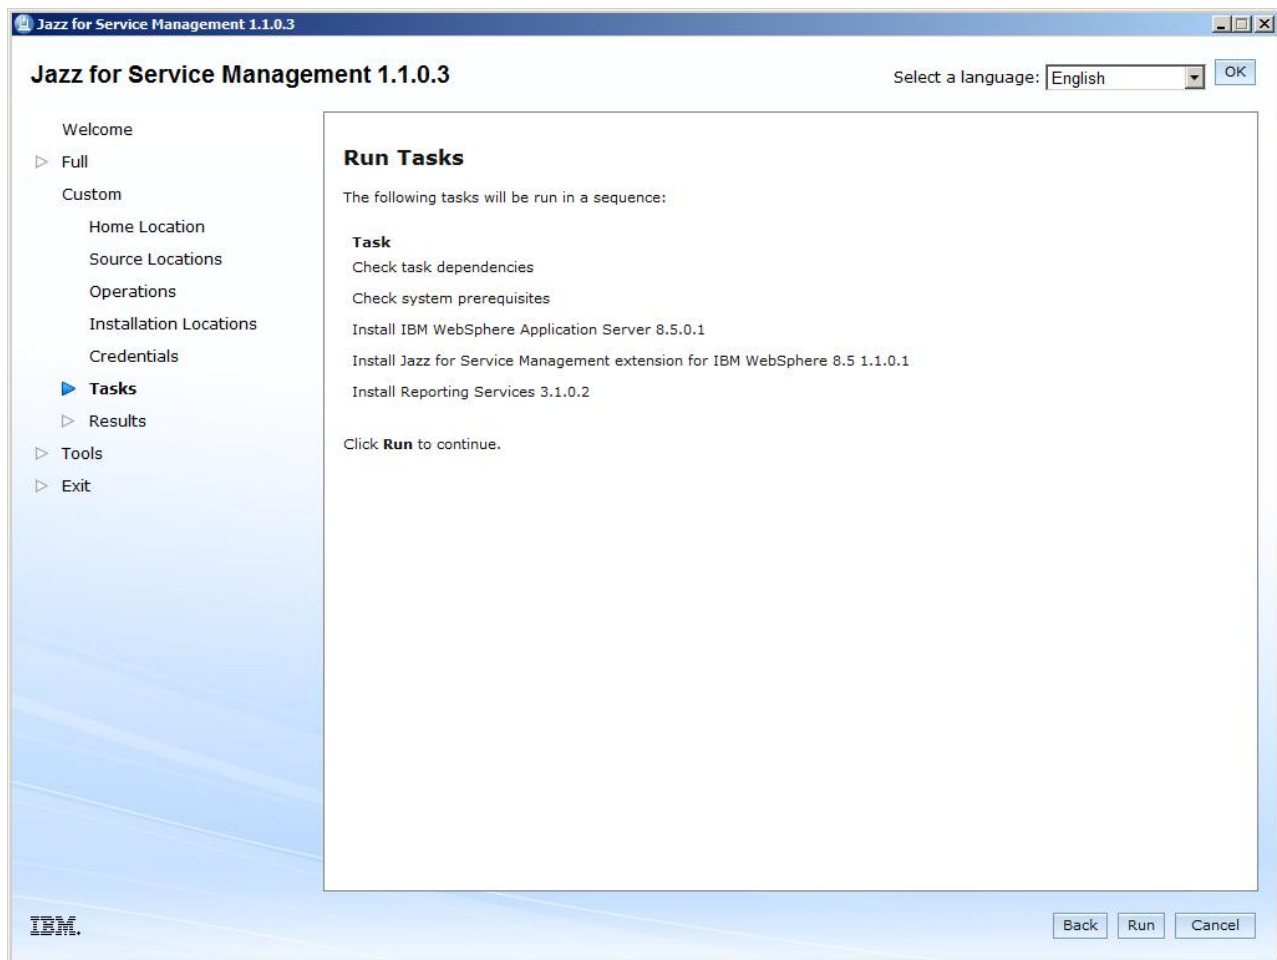 Jazz for Service Management 1.1.0.3
Jazz for Service Management 1.1.0.3
Select a language: English OK
Welcome
Full
Custom
Home Location
Source Locations
Operations
Installation Locations
Credentials
Tasks
Results
Tools
Exit
Run Tasks
The following tasks will be run in a sequence:
Task
Check task dependencies
Check system prerequisites
Install IBM WebSphere Application Server 8.5.0.1
Install Jazz for Service Management extension for IBM WebSphere 8.5 1.1.0.1
Install Reporting Services 3.1.0.2
Click Run to continue.
IBM.
Back Run Cancel